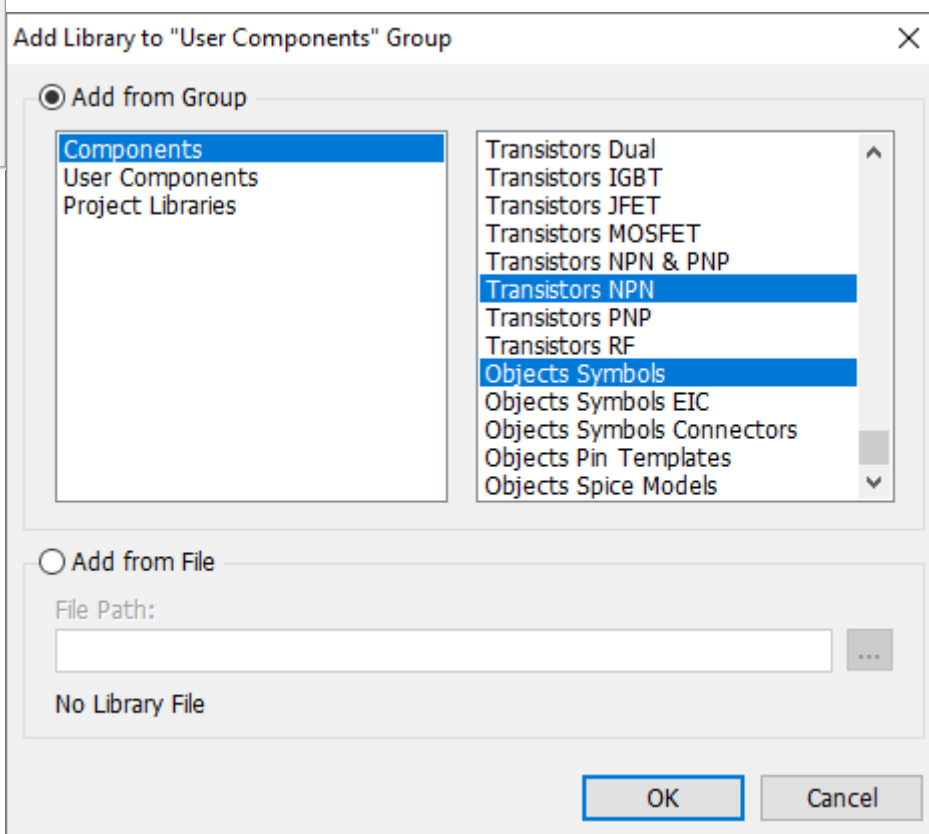 Add Library to "User Components" Group
Add from Group
Components
User Components
Project Libraries
Transistors Dual
Transistors IGBT
Transistors JFET
Transistors MOSFET
Transistors NPN & PNP
Transistors NPN
Transistors PNP
Transistors RF
Objects Symbols
Objects Symbols EIC
Objects Symbols Connectors
Objects Pin Templates
Objects Spice Models
Add from File
File Path:
...
No Library File
OK
Cancel